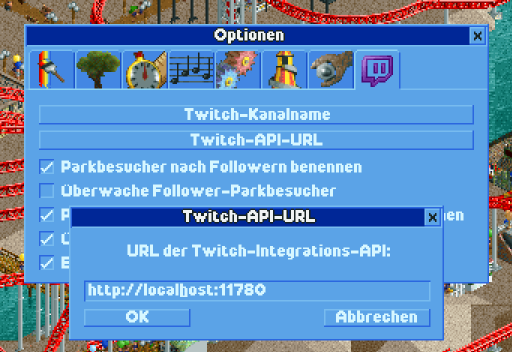 Optionen
Twitch-Kanalname
Twitch-API-URL
Parkbesucher nach Followern benennen
Überwache Follower-Parkbesucher
Twitch-API-URL
URL der Twitch-Integrations-API:
http://localhost:11780
OK
Abbrechen